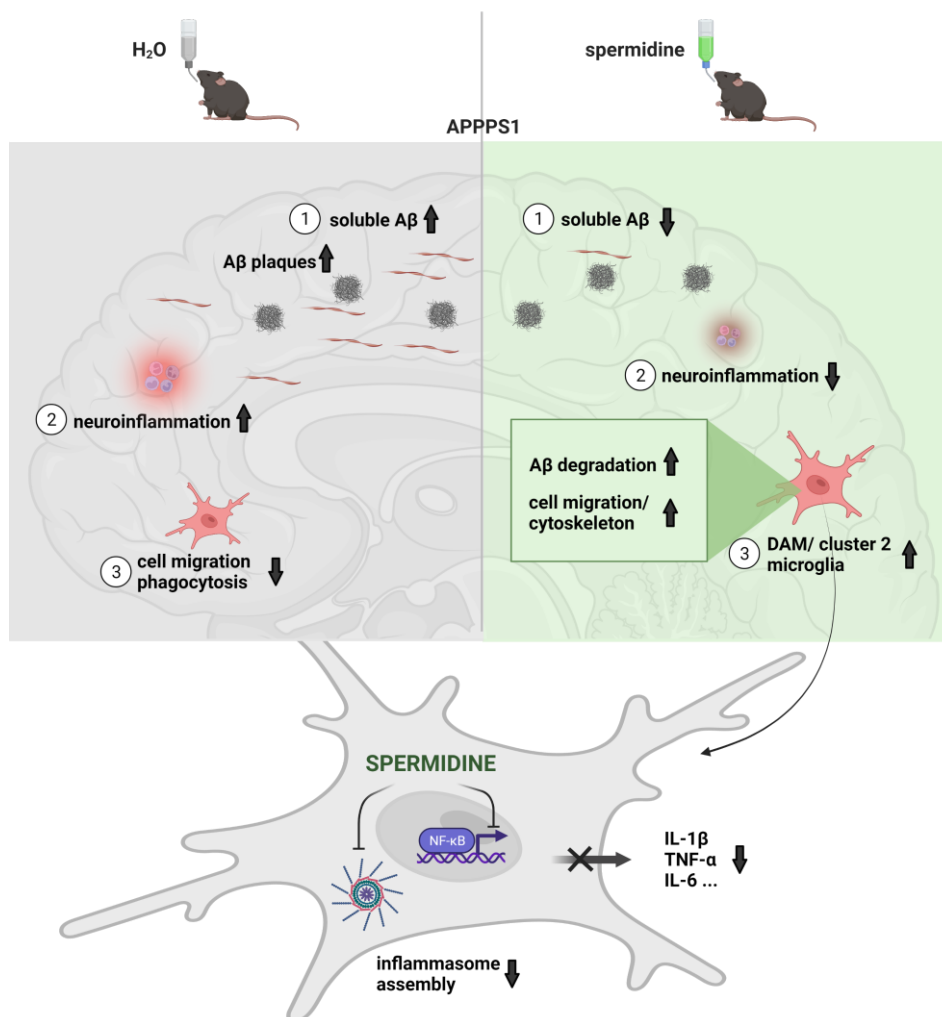 H₂O
spermidine
APPPS1
1 soluble Aβ
Aβ plaques
2 neuroinflammation
3 cell migration
phagocytosis
1 soluble Aβ
2 neuroinflammation
Aβ degradation
cell migration/
cytoskeleton
3 DAM/ cluster 2
microglia
SPERMIDINE
NF-κB
IL-1β
TNF-α
IL-6 ...
inflammasome
assembly